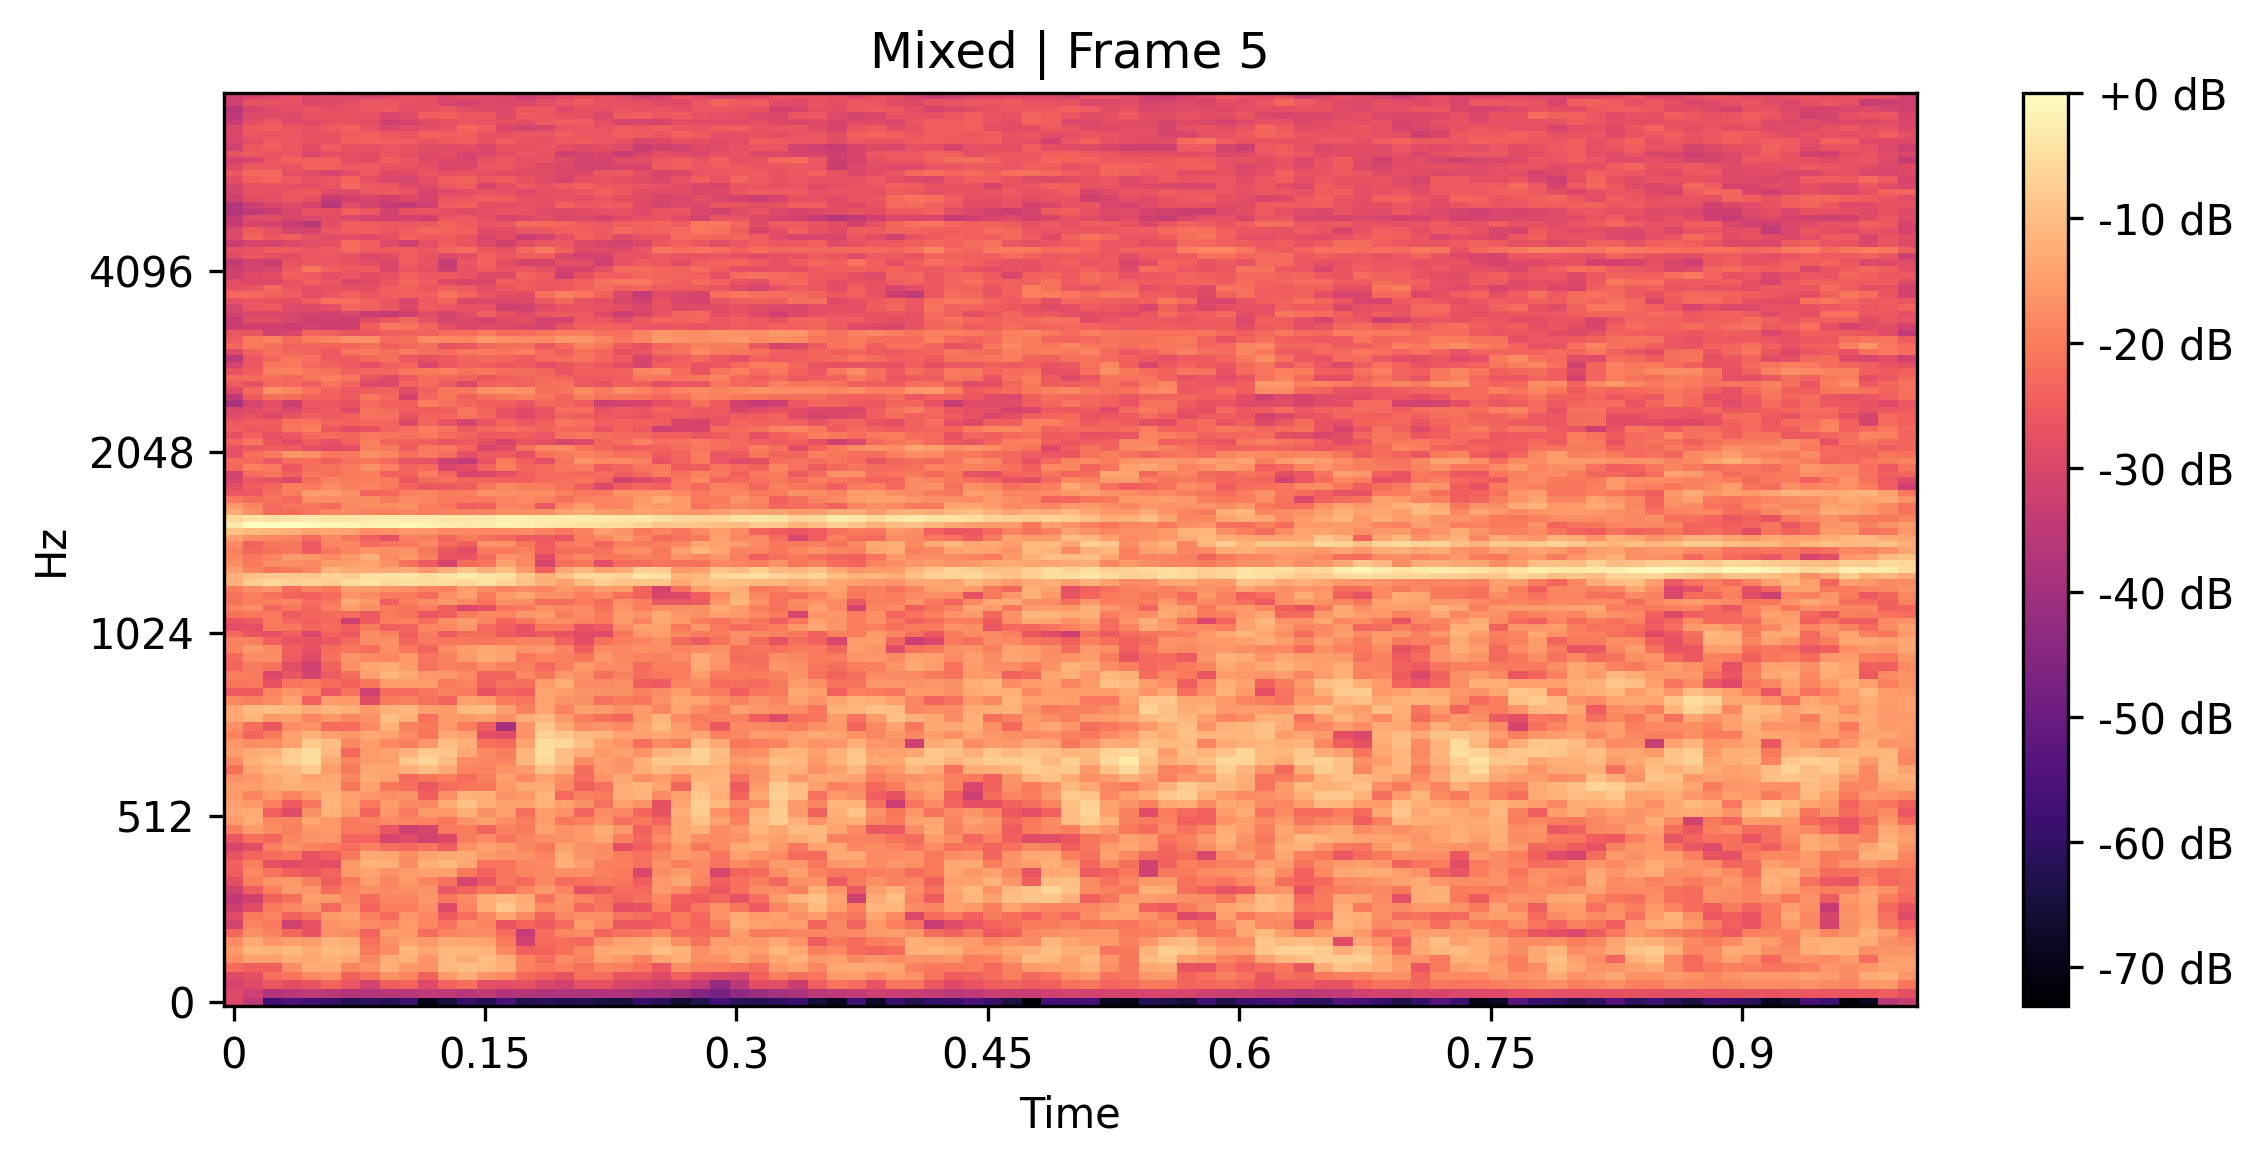 Mixed | Frame 5
+0 dB
-10 dB
-20 dB
-30 dB
-40 dB
-50 dB
-60 dB
-70 dB
Hz
4096
2048
1024
512
0
0 0.15 0.3 0.45 0.6 0.75 0.9
Time